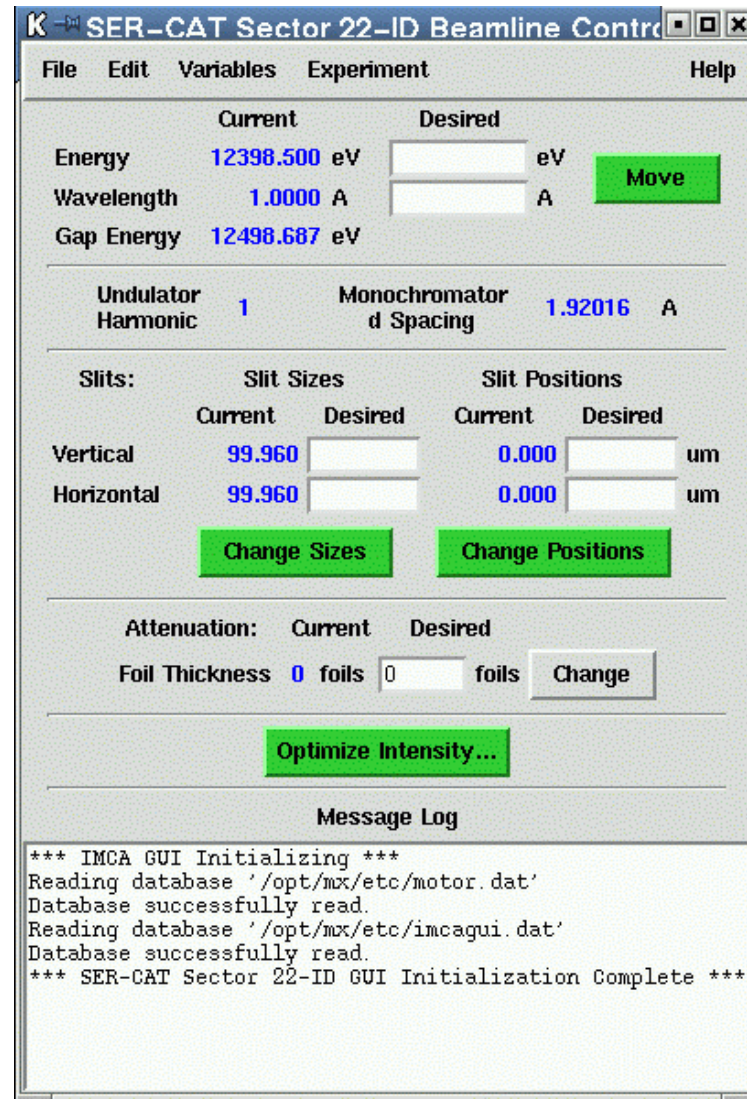 K SER-CAT Sector 22-ID Beamline Contro
File Edit Variables Experiment Help
Current Desired
Energy 12398.500 eV eV Move
Wavelength 1.0000 A A
Gap Energy 12498.687 eV
Undulator Harmonic 1 Monochromator d Spacing 1.92016 A
Slits: Slit Sizes Slit Positions
Current Desired Current Desired
Vertical 99.960 0.000 um
Horizontal 99.960 0.000 um
Change Sizes Change Positions
Attenuation: Current Desired
Foil Thickness 0 foils 0 foils Change
Optimize Intensity...
Message Log
*** IMCA GUI Initializing ***
Reading database '/opt/mx/etc/motor.dat'
Database successfully read.
Reading database '/opt/mx/etc/imcagui.dat'
Database successfully read.
*** SER-CAT Sector 22-ID GUI Initialization Complete ***